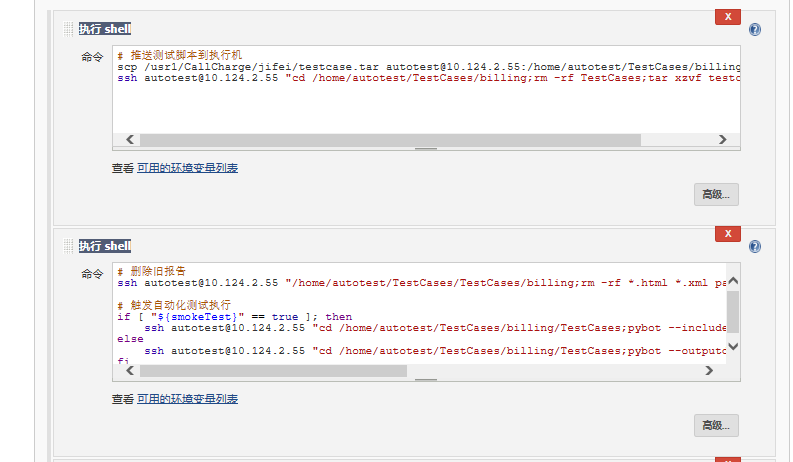 X
执行 shell
命令
# 推送测试脚本到执行机
scp /usr1/CallCharge/jifei/testcase.tar autotest@10.124.2.55:/home/autotest/TestCases/billing
ssh autotest@10.124.2.55 "cd /home/autotest/TestCases/billing;rm -rf TestCases;tar xzvf testc
查看 可用的环境变量列表
高级...
X
执行 shell
命令
# 删除旧报告
ssh autotest@10.124.2.55 "/home/autotest/TestCases/TestCases/billing;rm -rf *.html *.xml pa
# 触发自动化测试执行
if [ "${smokeTest}" == true ]; then
ssh autotest@10.124.2.55 "cd /home/autotest/TestCases/billing/TestCases;pybot --include
else
ssh autotest@10.124.2.55 "cd /home/autotest/TestCases/billing/TestCases;pybot --outputd
fi
查看 可用的环境变量列表
高级...